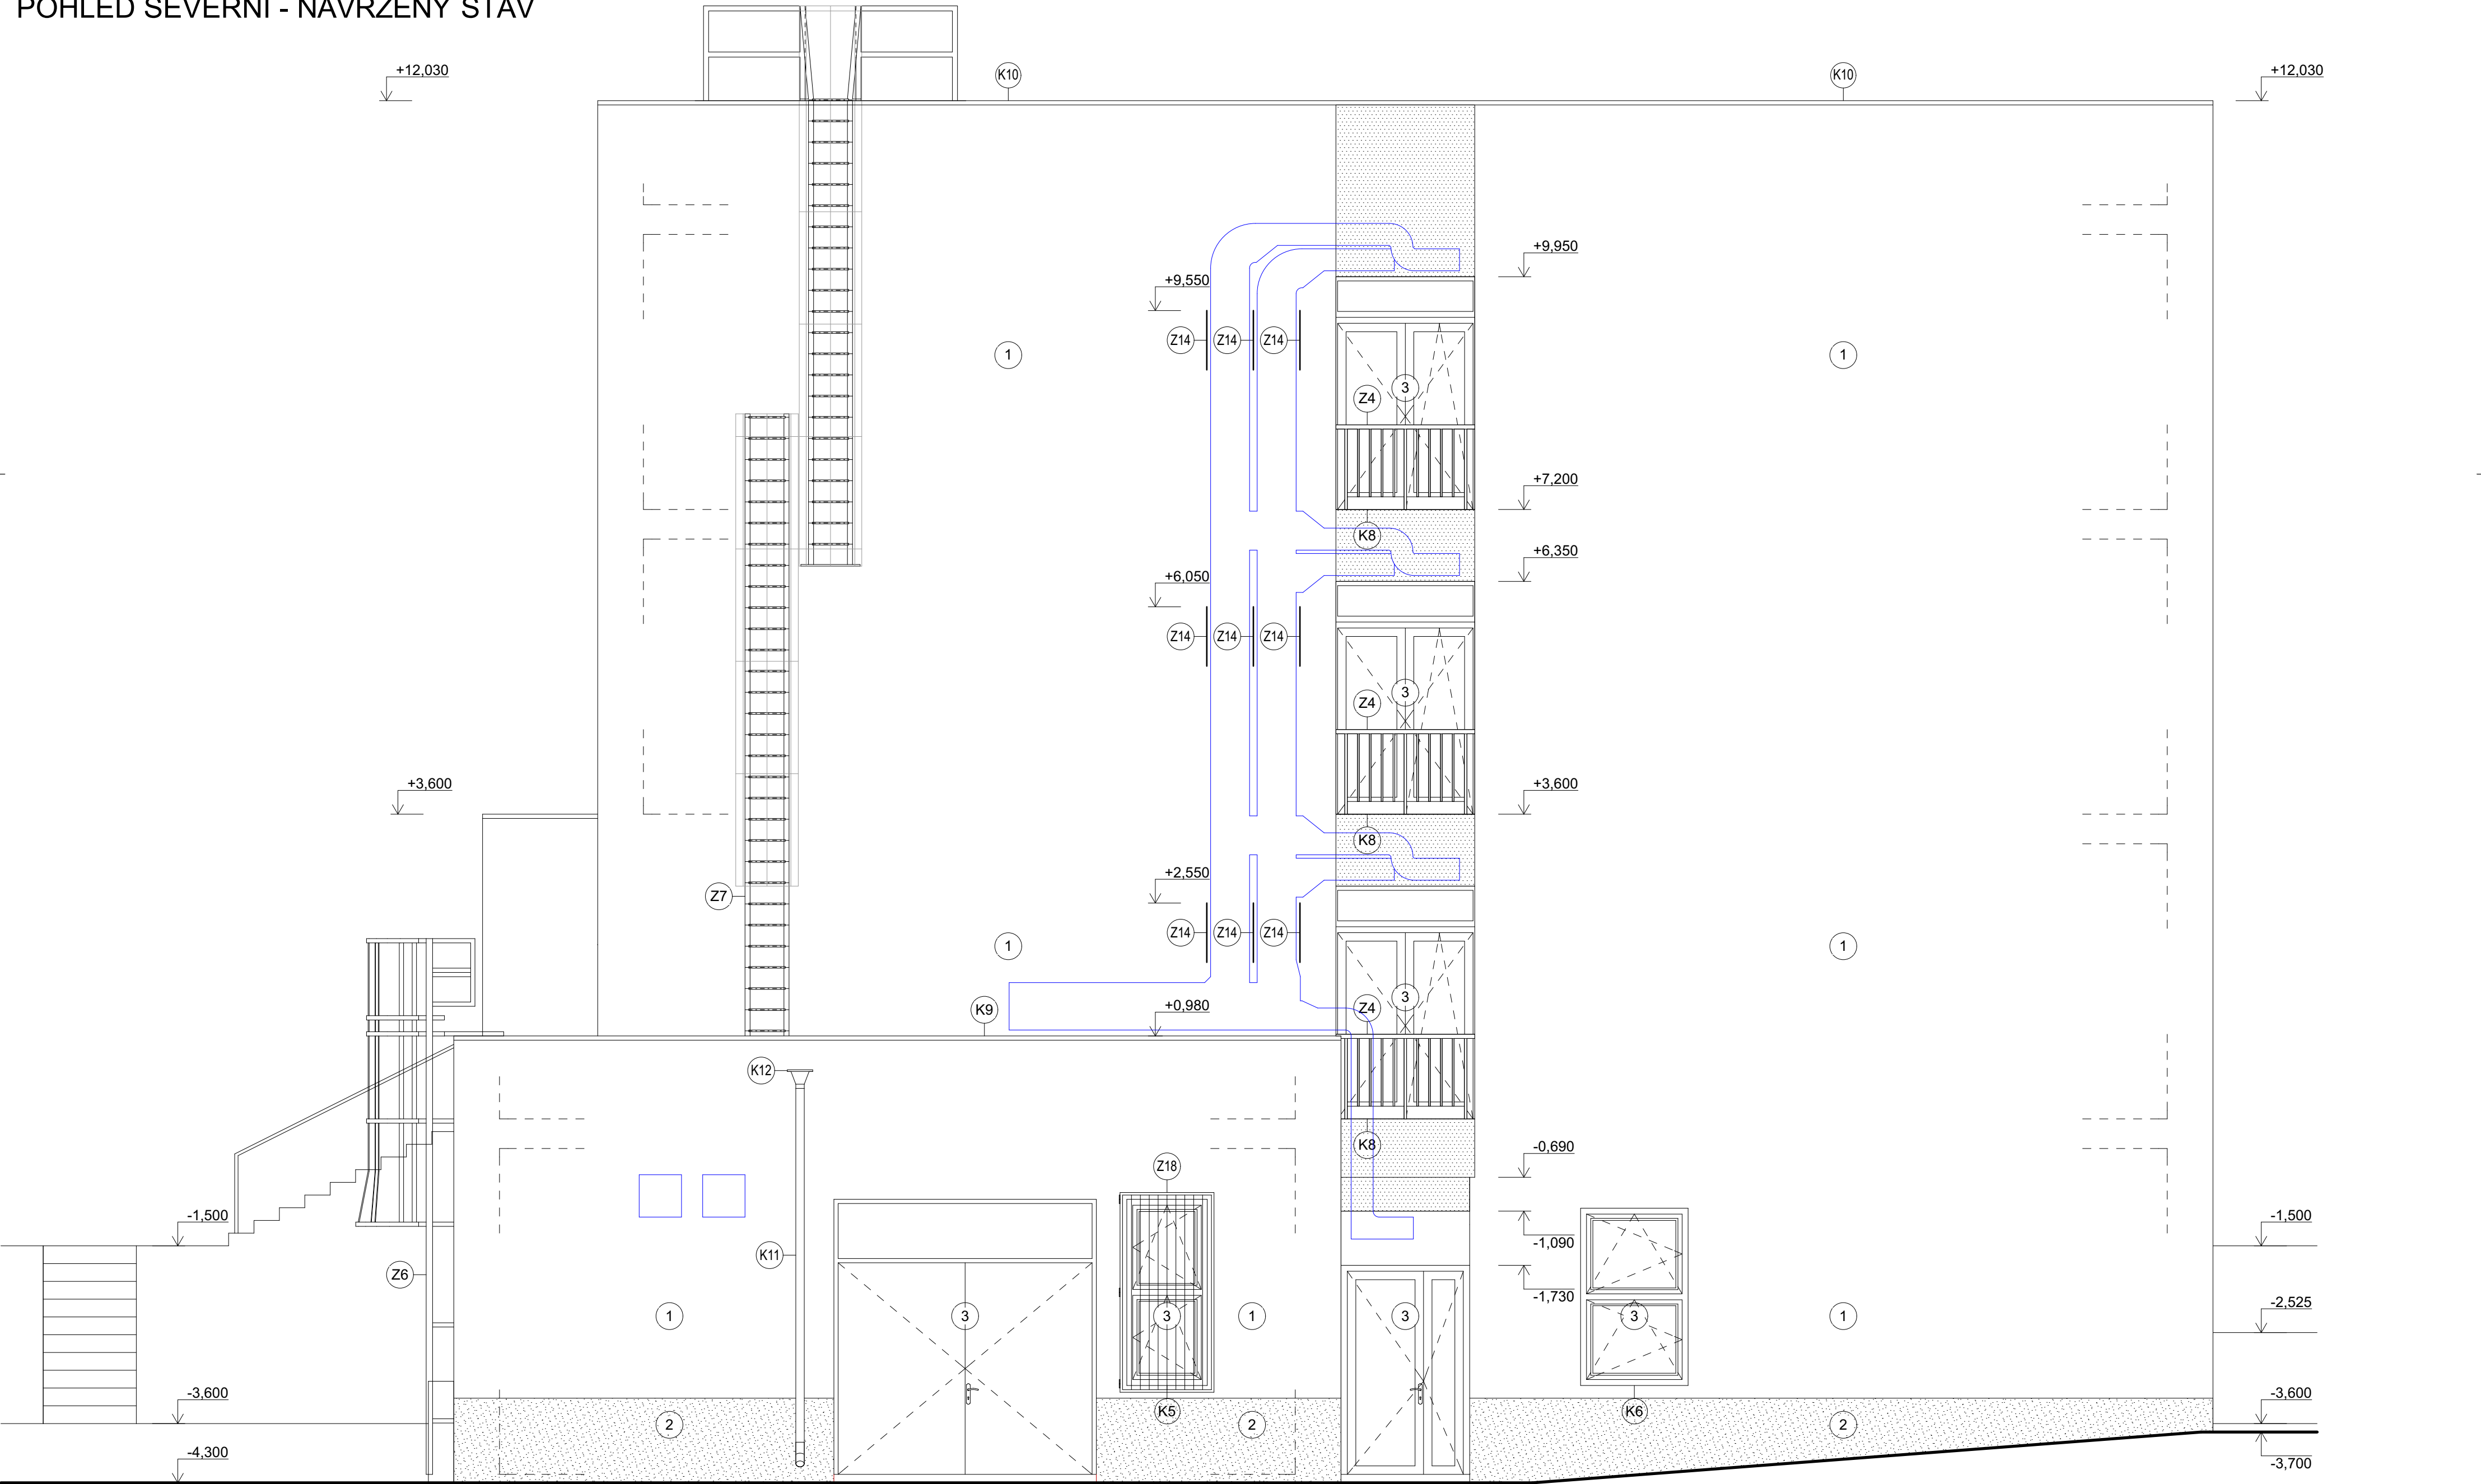 POHLED SEVERNÍ - NAVRŽENÝ STAV
+12,030 K10 K10 +12,030
+9,950
+9,550
Z14 Z14 Z14
1 1
3
Z4
+7,200
K8
+6,350
+6,050
Z14 Z14 Z14
3
Z4
+3,600 +3,600
K8
+2,550
Z7
Z14 Z14 Z14
1 1
3
K9 +0,980 Z4
K12
K8 -0,690
Z18
-1,500 -1,500
-1,090
K11
Z6
-1,730 -2,525
1 3 3 1 3 3 1
-3,600 -3,600
K5 K6
2 2 2
-4,300
-3,700